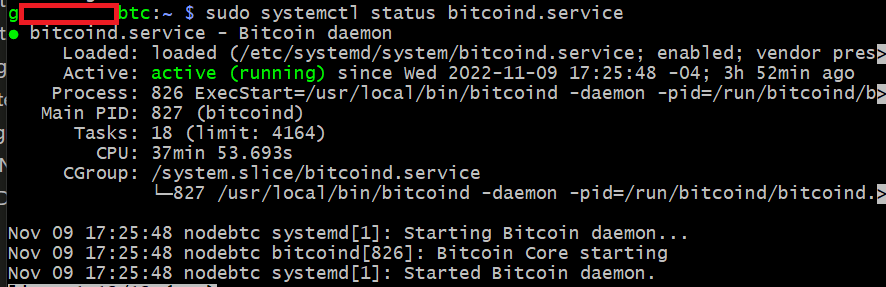 g btc:~ $ sudo systemctl status bitcoind.service
● bitcoind.service - Bitcoin daemon
Loaded: loaded (/etc/systemd/system/bitcoind.service; enabled; vendor pres>
Active: active (running) since Wed 2022-11-09 17:25:48 -04; 3h 52min ago
Process: 826 ExecStart=/usr/local/bin/bitcoind -daemon -pid=/run/bitcoind/b>
Main PID: 827 (bitcoind)
Tasks: 18 (limit: 4164)
CPU: 37min 53.693s
CGroup: /system.slice/bitcoind.service
└─827 /usr/local/bin/bitcoind -daemon -pid=/run/bitcoind/bitcoind.>
Nov 09 17:25:48 nodebtc systemd[1]: Starting Bitcoin daemon...
Nov 09 17:25:48 nodebtc bitcoind[826]: Bitcoin Core starting
Nov 09 17:25:48 nodebtc systemd[1]: Started Bitcoin daemon.